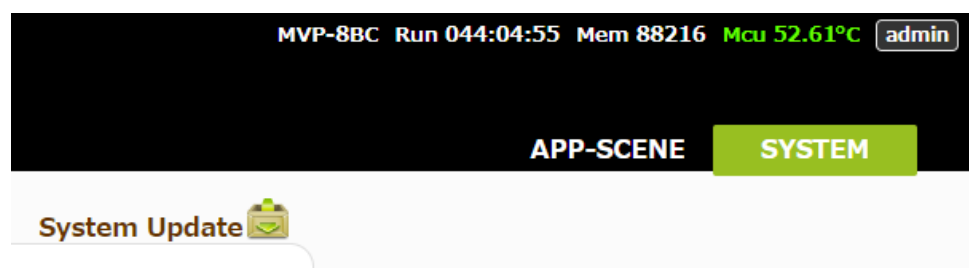 MVP-8BC Run 044:04:55 Mem 88216 Mcu 52.61°C admin
APP-SCENE SYSTEM
System Update